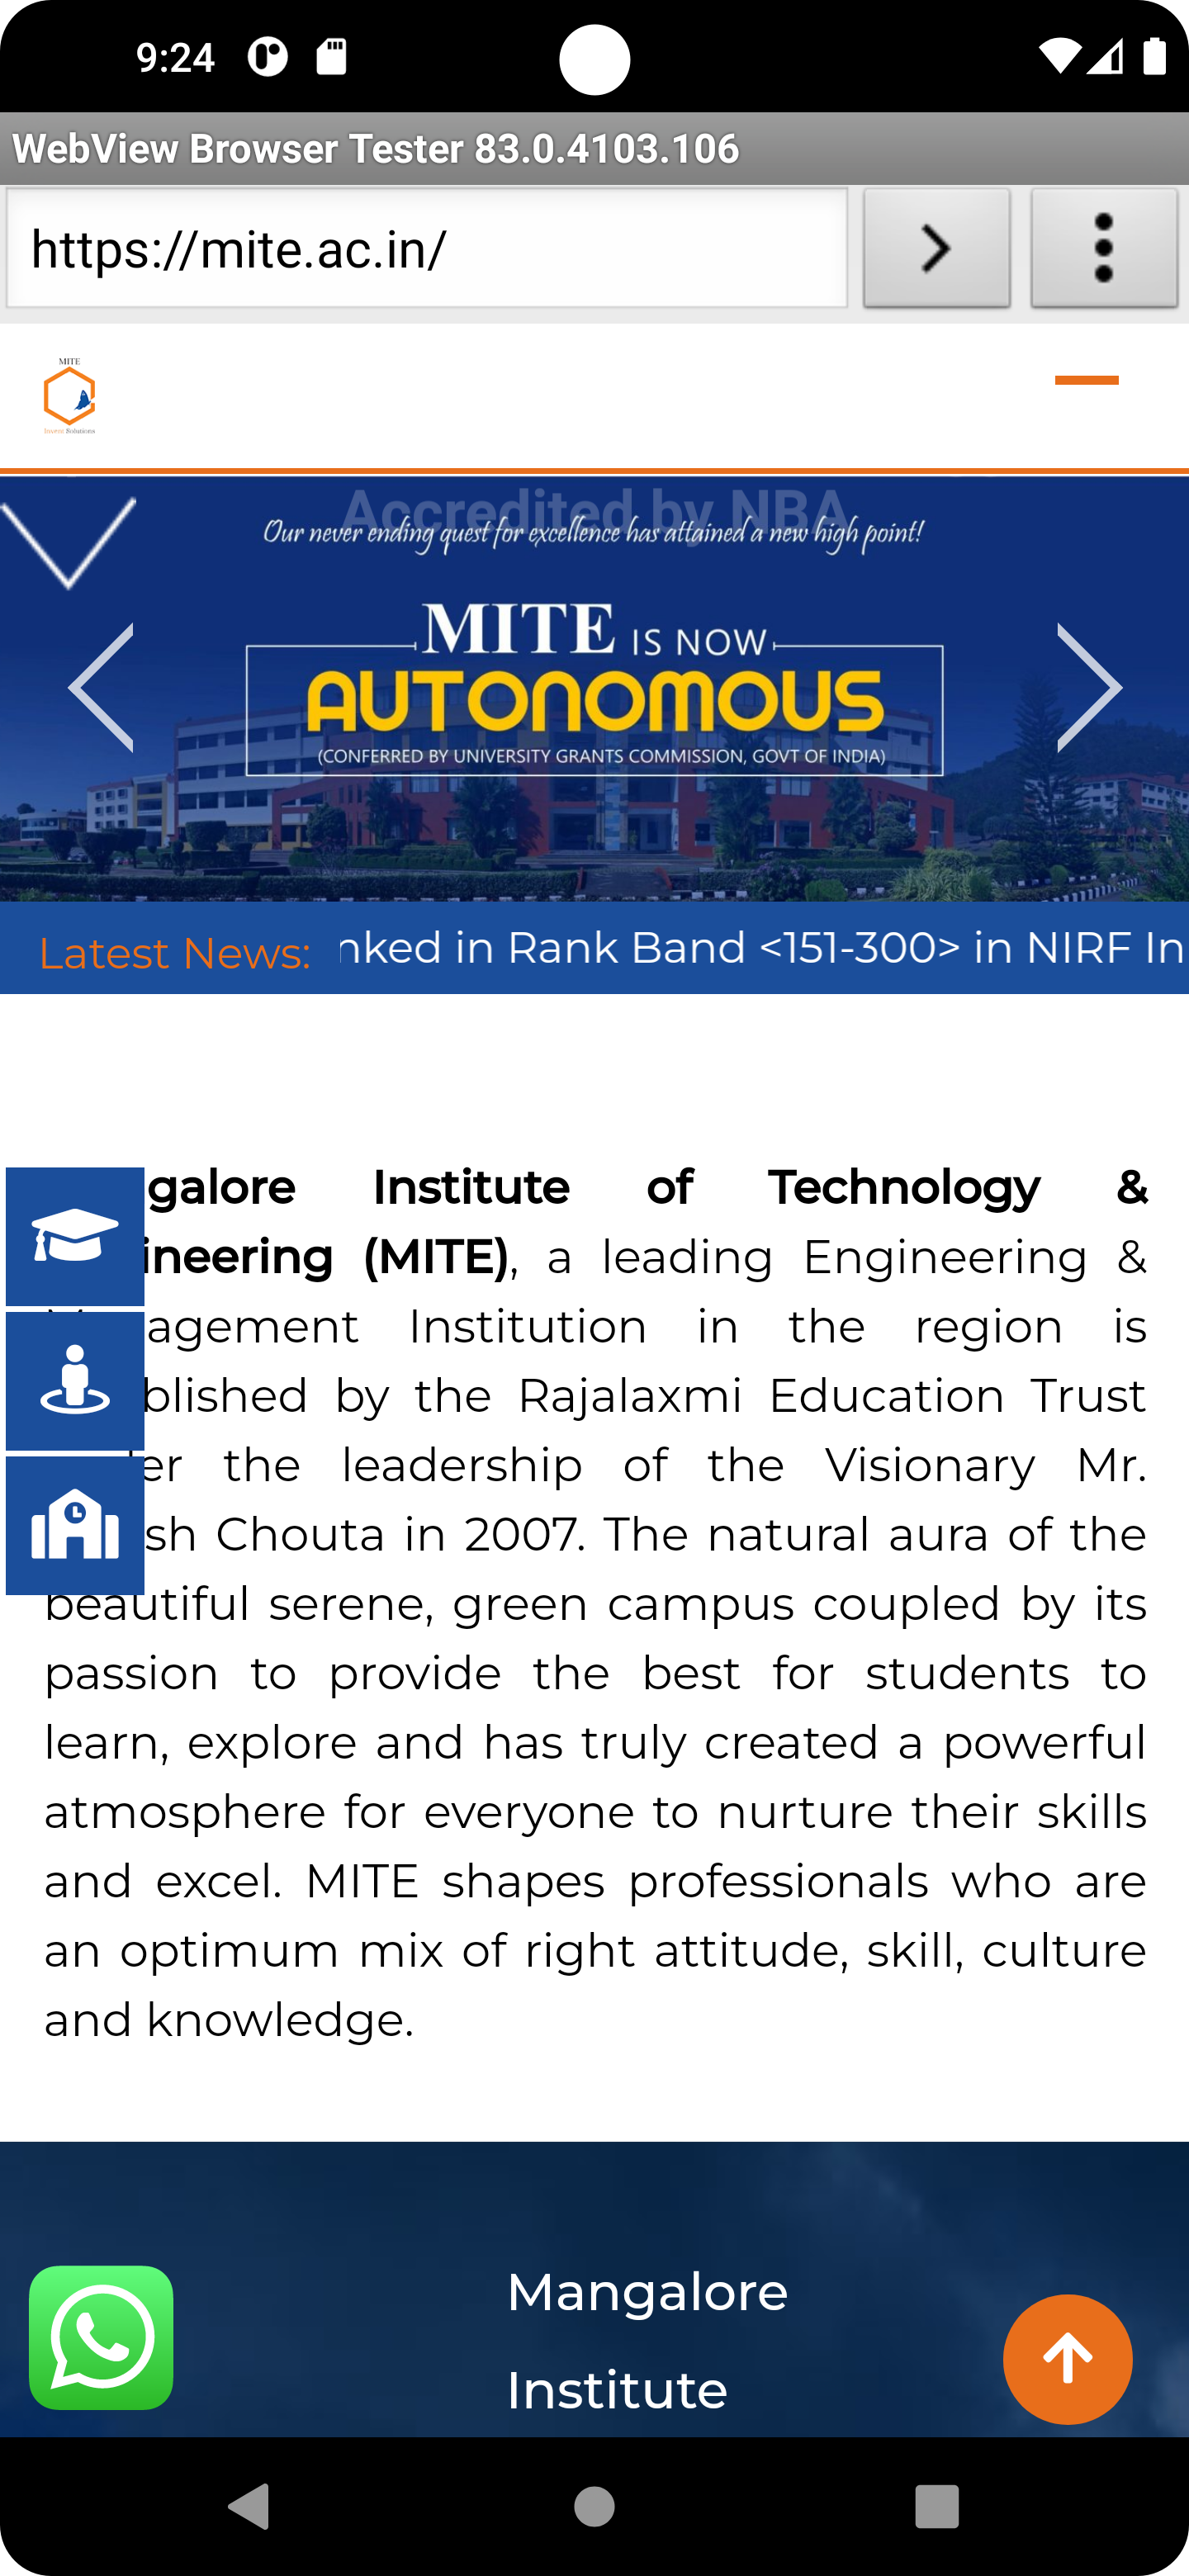 9:24
WebView Browser Tester 83.0.4103.106
https://mite.ac.in/
MITE
Invent Solutions
Accredited by NBA
Our never ending quest for excellence has attained a new high point!
MITE IS NOW
AUTONOMOUS
(CONFERRED BY UNIVERSITY GRANTS COMMISSION, GOVT OF INDIA)
Latest News: nked in Rank Band <151-300> in NIRF In
galore Institute of Technology &
ineering (MITE), a leading Engineering &
agement Institution in the region is
blished by the Rajalaxmi Education Trust
er the leadership of the Visionary Mr.
sh Chouta in 2007. The natural aura of the
beautiful serene, green campus coupled by its
passion to provide the best for students to
learn, explore and has truly created a powerful
atmosphere for everyone to nurture their skills
and excel. MITE shapes professionals who are
an optimum mix of right attitude, skill, culture
and knowledge.
Mangalore
Institute